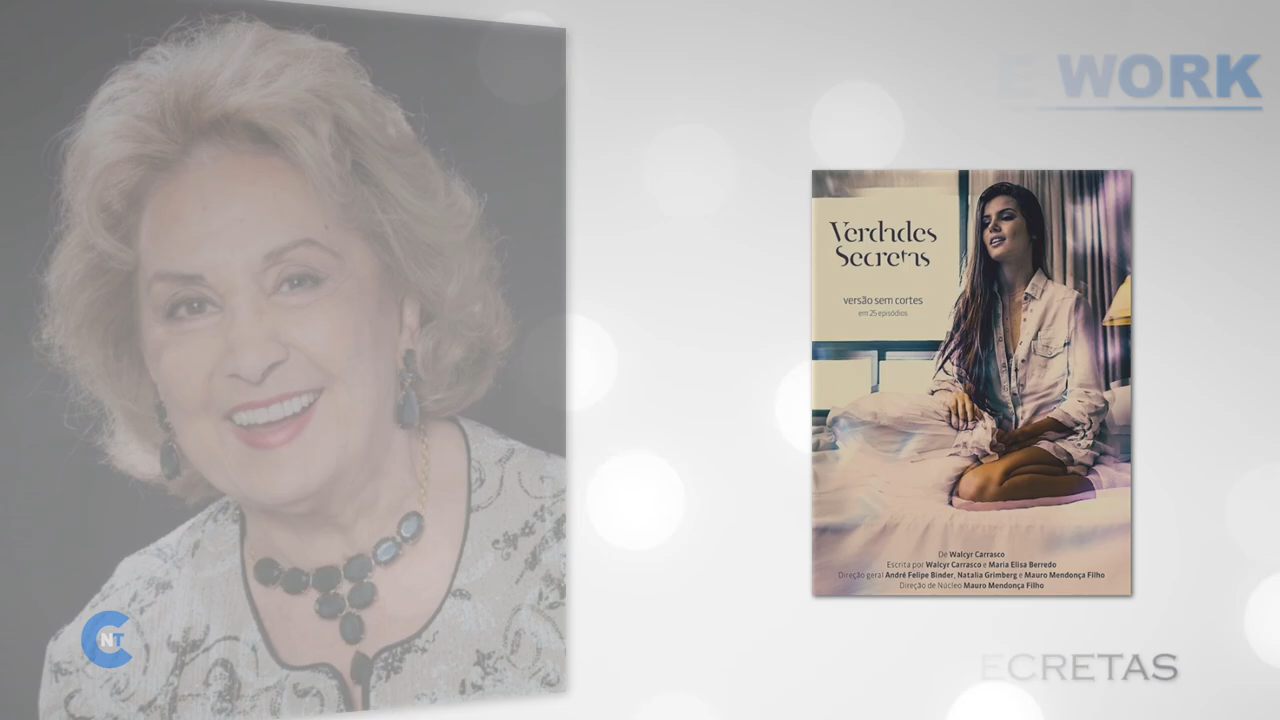 E WORK
Verdades
Secretas
versão sem cortes
em 25 episódios
De Walcyr Carrasco
Escrita por Walcyr Carrasco e Maria Elisa Berredo
Direção geral André Felipe Binder, Natalia Grimberg e Mauro Mendonça Filho
Direção de Núcleo Mauro Mendonça Filho
CNT
ECRETAS